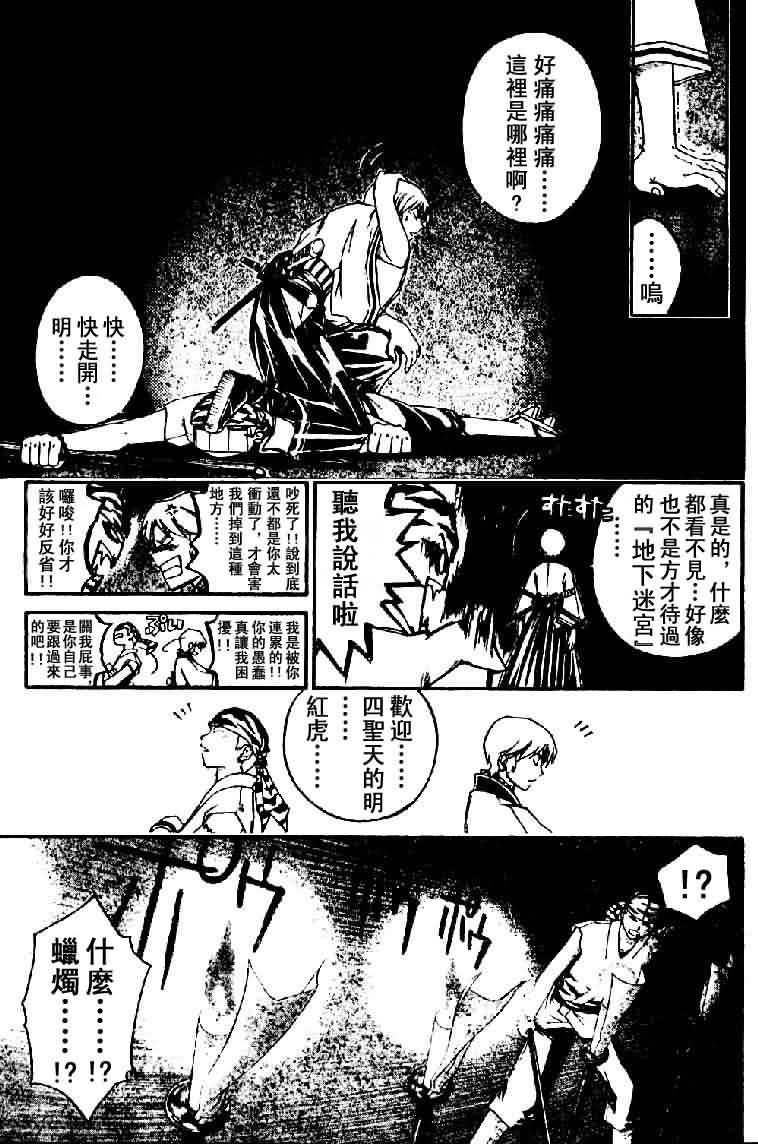 ……嗚
好痛痛痛痛……
這裡是哪裡啊？
快……
快走開…
明……
真是的，什麼
都看不見…好像
也不是方才待過
的『地下迷宮』
……
すたすた
聽我說話啦
吵死了!!說到底
還不都是你太
衝動了，才會害
我們掉到這種
地方……
囉唆!!你才
該好好反省!!
我是被你
連累的!!
你的愚蠢
真讓我困
擾!!
ぷい
關我屁事，
是你自己
要跟過來
的吧!!
歡迎……
四聖天的明
……
紅虎……
!?
ボウ
什麼……!?
蠟燭……!?